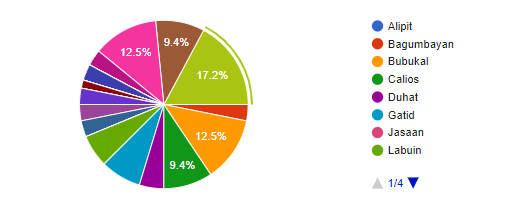 9.4%
12.5%
17.2%
12.5%
9.4%
Alipit
Bagumbayan
Bubukal
Calios
Duhat
Gatid
Jasaan
Labuin
1/4